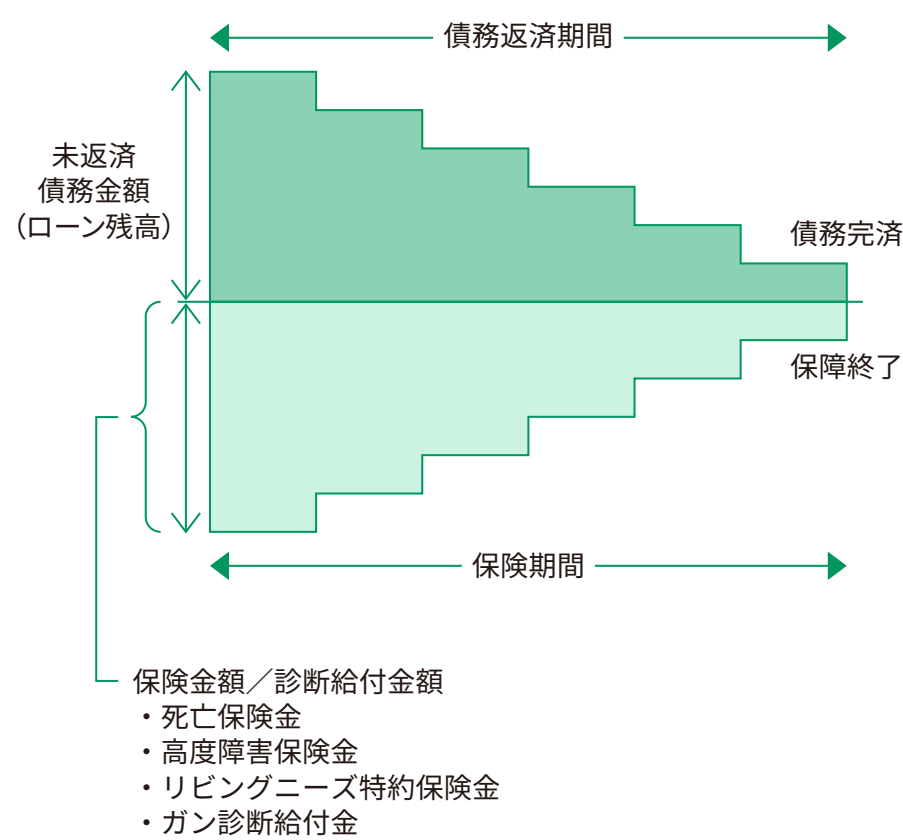 債務返済期間
未返済
債務金額
（ローン残高）
債務完済
保障終了
保険期間
保険金額／診断給付金額
・死亡保険金
・高度障害保険金
・リビングニーズ特約保険金
・ガン診断給付金